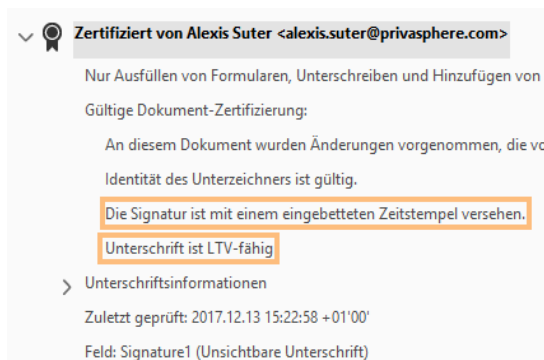 Zertifiziert von Alexis Suter <alexis.suter@privasphere.com>
Nur Ausfüllen von Formularen, Unterschreiben und Hinzufügen von
Gültige Dokument-Zertifizierung:
An diesem Dokument wurden Änderungen vorgenommen, die vo
Identität des Unterzeichners ist gültig.
Die Signatur ist mit einem eingebetteten Zeitstempel versehen.
Unterschrift ist LTV-fähig
Unterschriftsinformationen
Zuletzt geprüft: 2017.12.13 15:22:58 +01'00'
Feld: Signature1 (Unsichtbare Unterschrift)